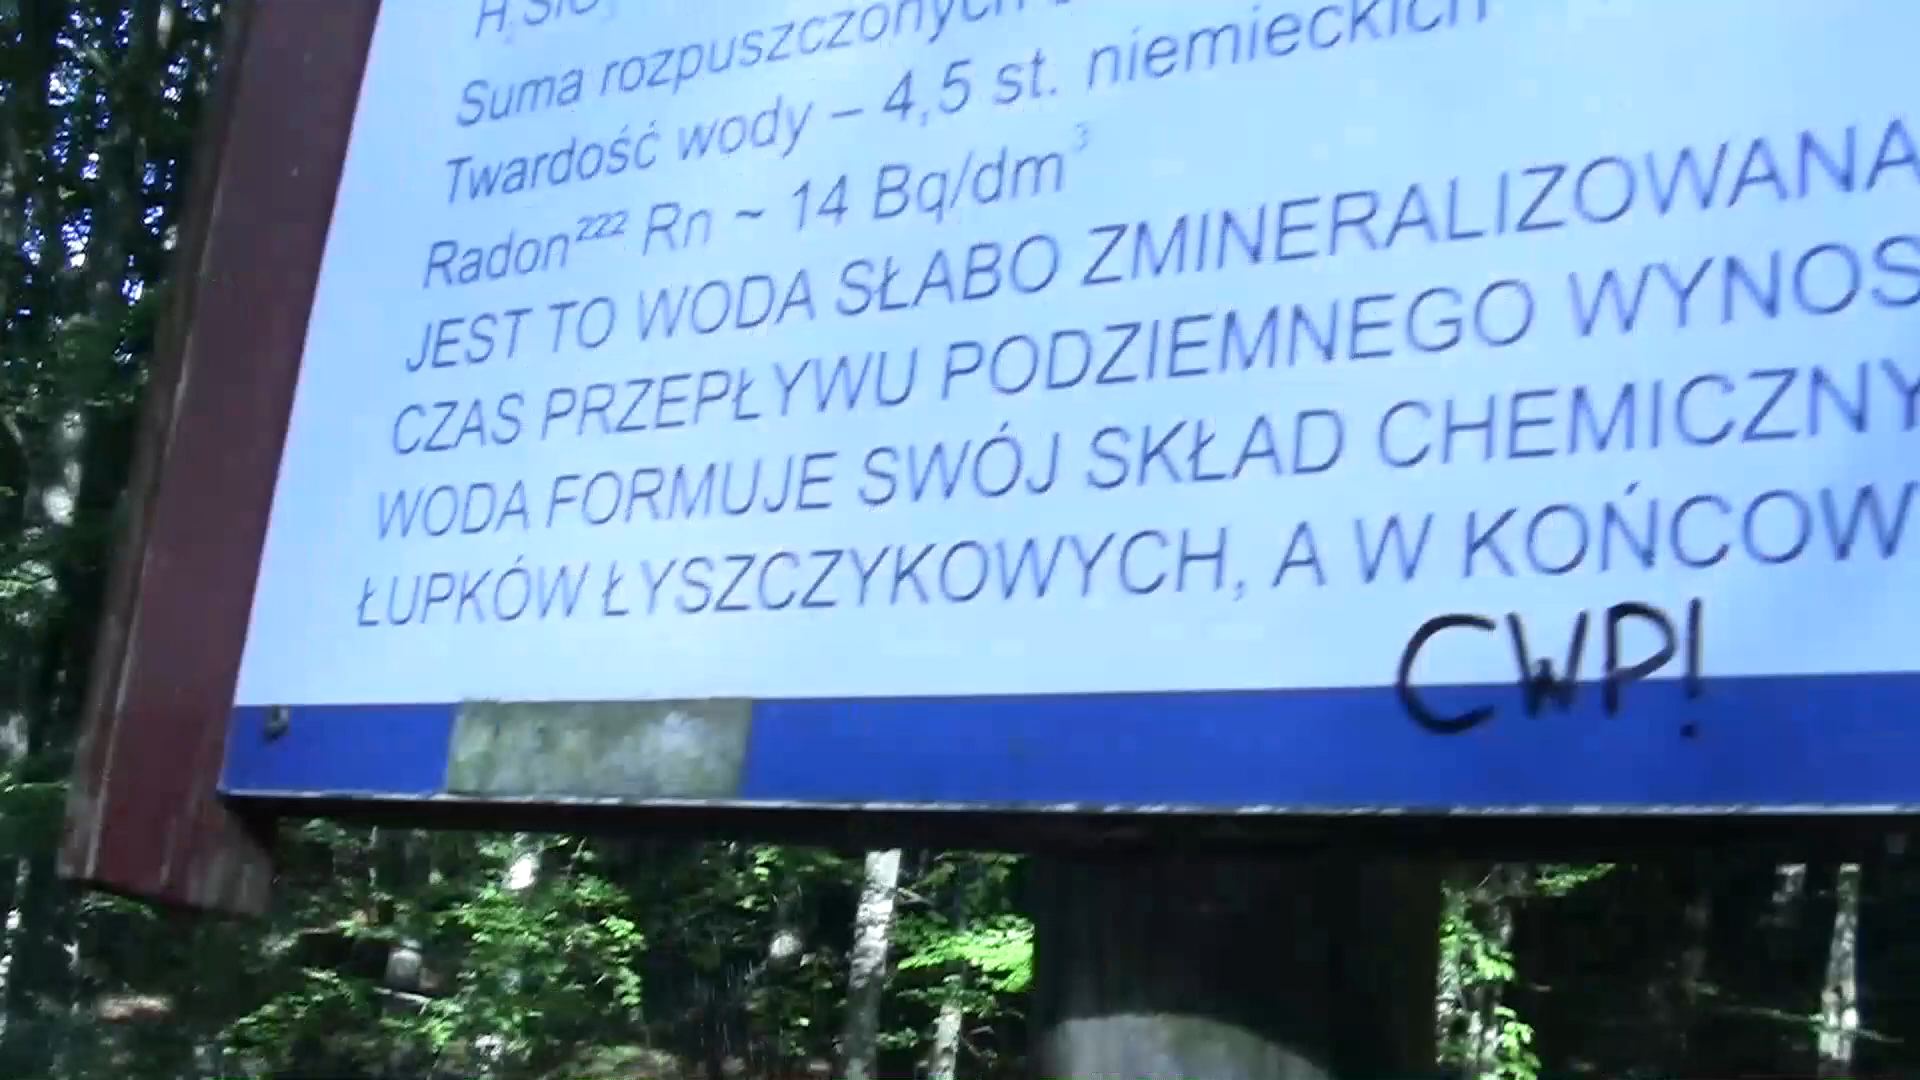 Suma rozpuszczonych
Twardość wody – 4,5 st. niemieckich
Radon²²² Rn ~ 14 Bq/dm³
JEST TO WODA SŁABO ZMINERALIZOWANA
CZAS PRZEPŁYWU PODZIEMNEGO WYNOS
WODA FORMUJE SWÓJ SKŁAD CHEMICZNY
ŁUPKÓW ŁYSZCZYKOWYCH, A W KOŃCOW
CWP!